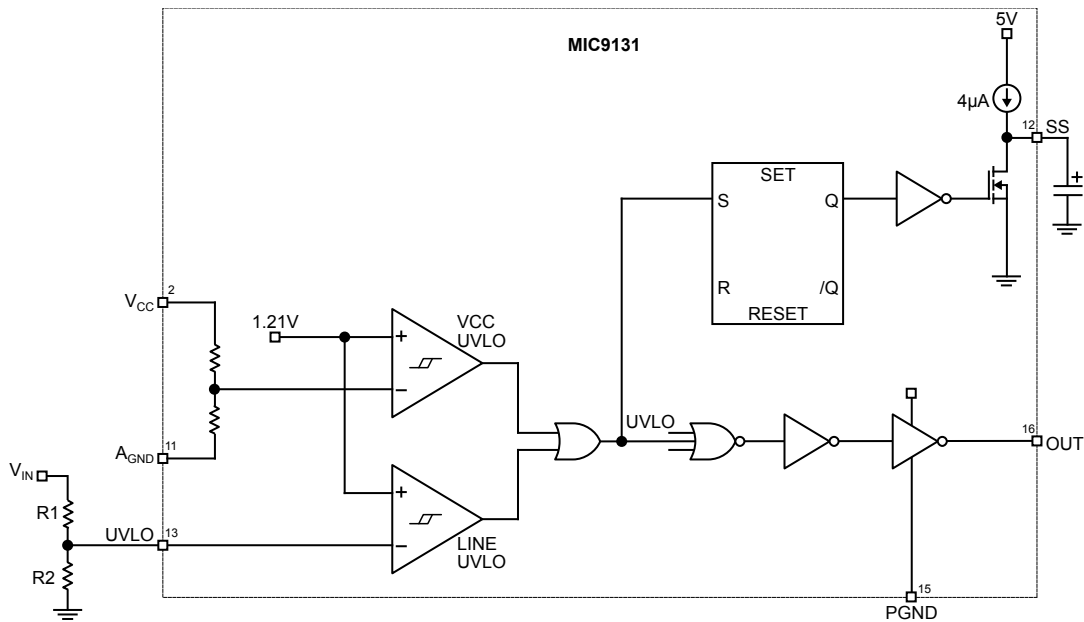 5V
MIC9131
4µA
12
SS
+
SET
S
Q
R
/Q
RESET
2
VCC
1.21V
+
VCC
UVLO
−
11
AGND
UVLO
16
OUT
VIN
R1
+
UVLO
13
−
LINE
UVLO
R2
15
PGND